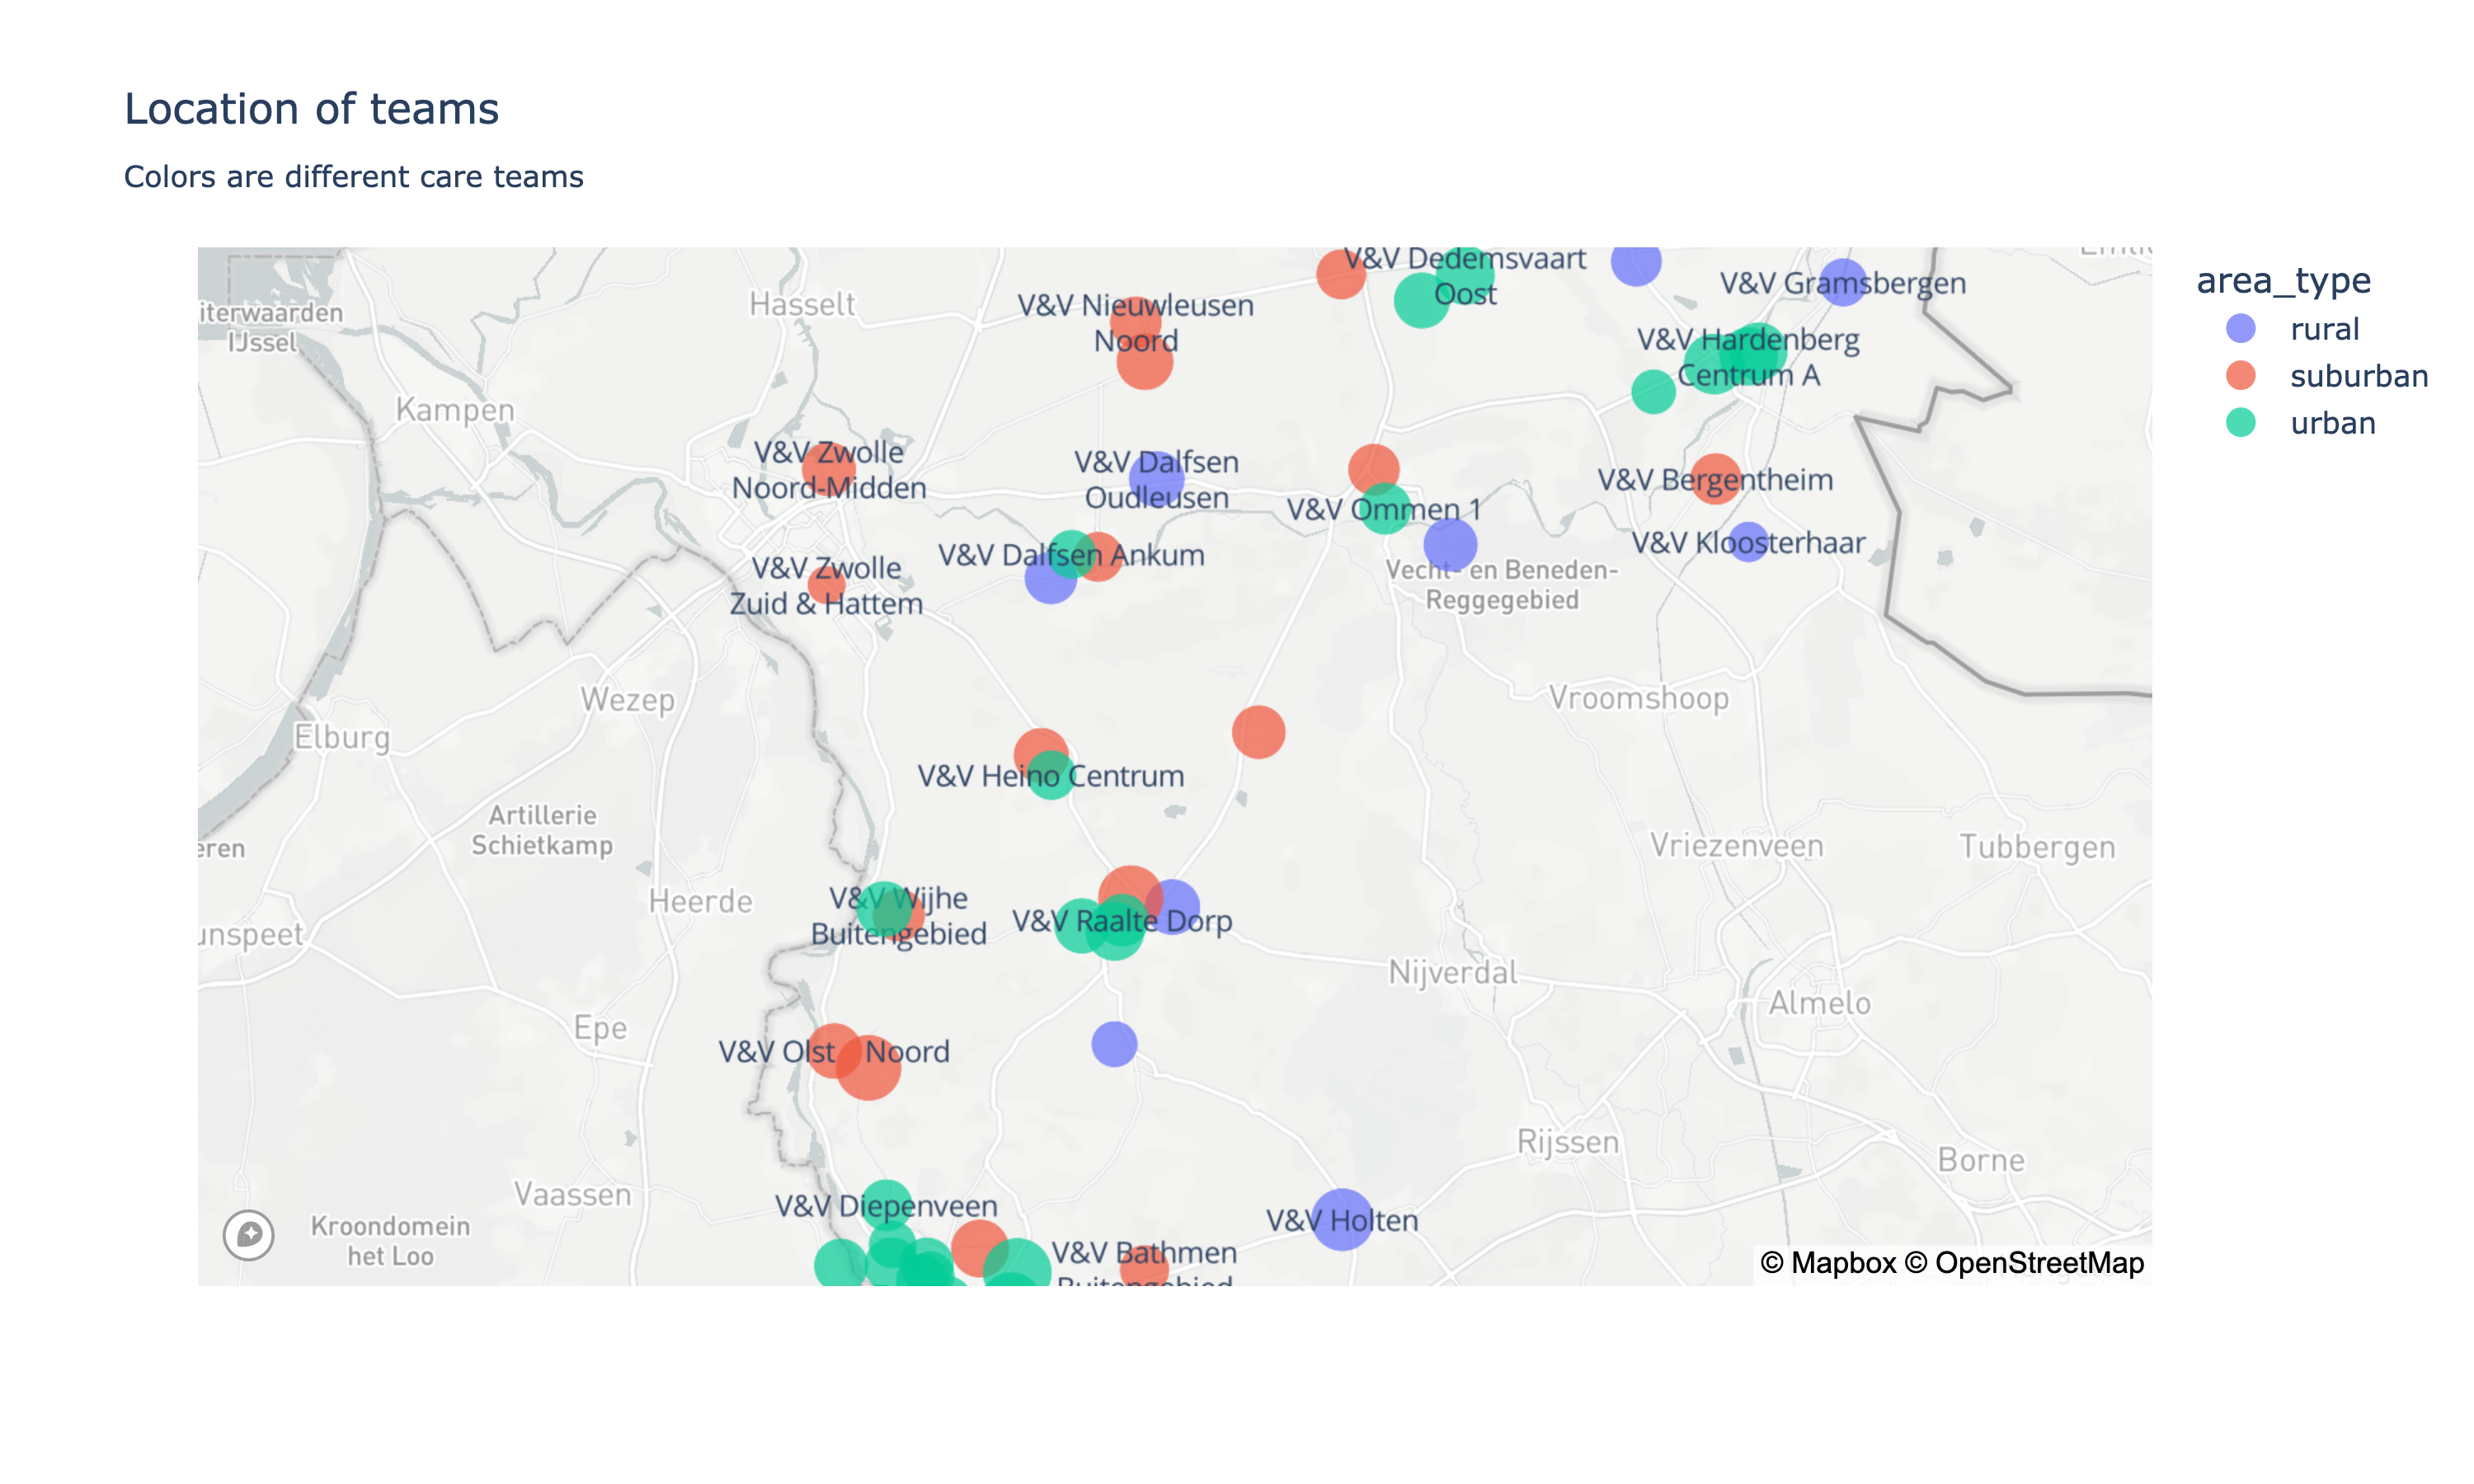 Location of teams
Colors are different care teams
V&V Dedemsvaart
Oost
V&V Gramsbergen
area_type
rural
suburban
urban
iterwaarden
IJssel
Hasselt
V&V Nieuwleusen
Noord
V&V Hardenberg
Centrum A
Kampen
V&V Zwolle
Noord-Midden
V&V Dalfsen
Oudleusen
V&V Ommen 1
V&V Bergentheim
V&V Kloosterhaar
V&V Dalfsen Ankum
V&V Zwolle
Zuid & Hattem
Vecht- en Beneden-
Reggegebied
Wezep
Vroomshoop
Elburg
V&V Heino Centrum
Artillerie
Schietkamp
eren
Vriezenveen
Tubbergen
Heerde
V&V Wijhe
Buitengebied
V&V Raalte Dorp
unspeet
Nijverdal
Almelo
Epe
V&V Olst Noord
Rijssen
Borne
Vaassen
V&V Diepenveen
V&V Holten
Kroondomein
het Loo
V&V Bathmen
Buitengebied
© Mapbox © OpenStreetMap